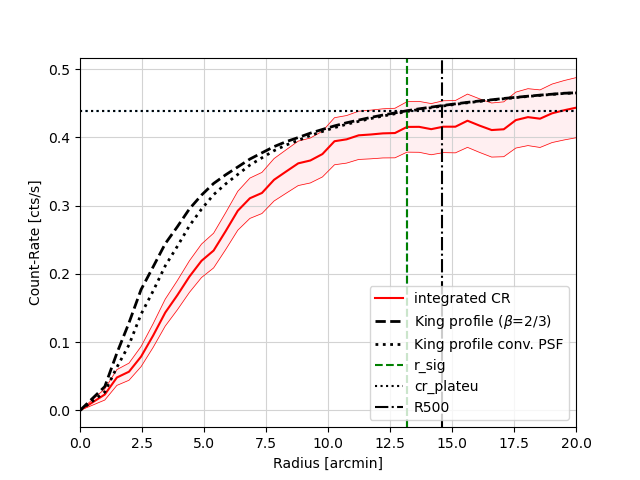 0.5
0.4
0.3
0.2
0.1
0.0
Count-Rate [cts/s]
integrated CR
King profile (β=2/3)
King profile conv. PSF
r_sig
cr_plateu
R500
0.0 2.5 5.0 7.5 10.0 12.5 15.0 17.5 20.0
Radius [arcmin]